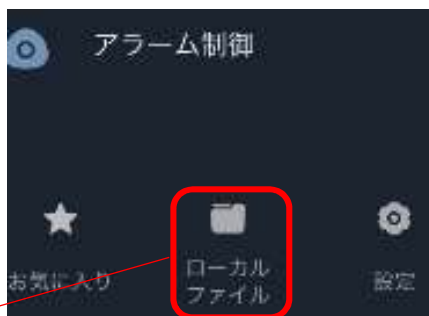 アラーム制御
お気に入り
ローカル
ファイル
設定